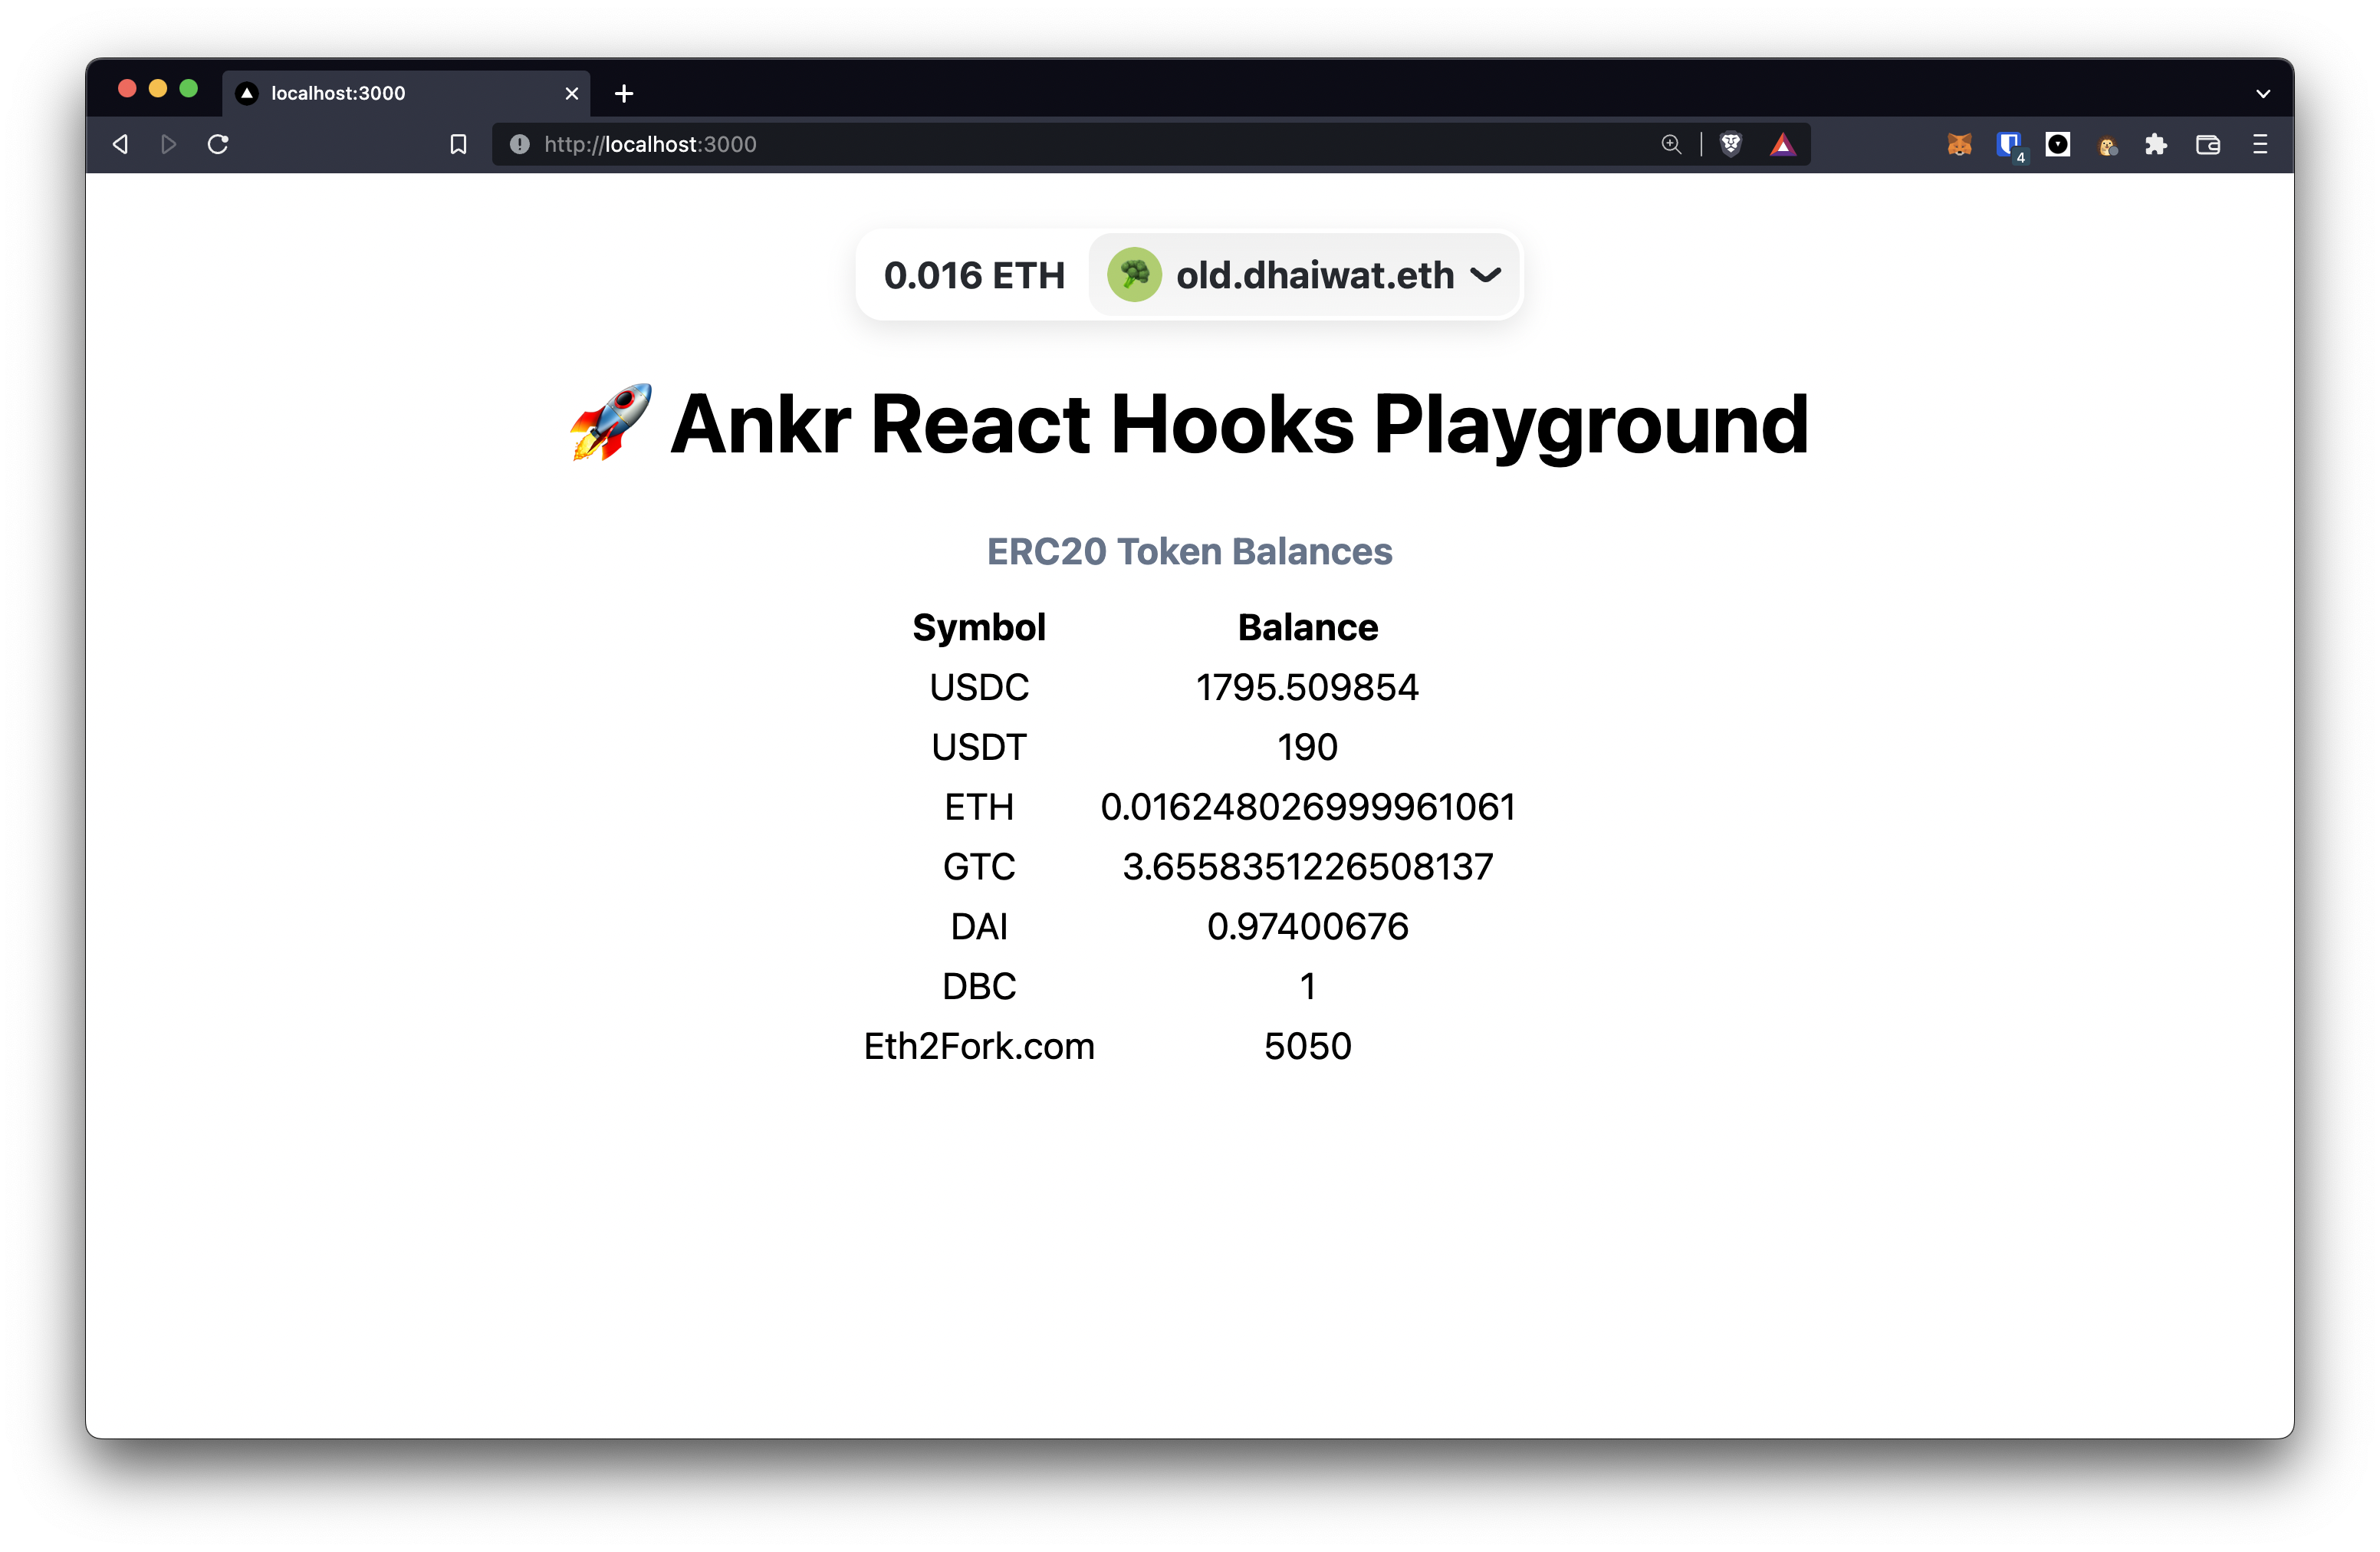 localhost:3000
http://localhost:3000
4
0.016 ETH old.dhaiwat.eth
🚀 Ankr React Hooks Playground
ERC20 Token Balances
Symbol Balance
USDC 1795.509854
USDT 190
ETH 0.016248026999961061
GTC 3.6558351226508137
DAI 0.97400676
DBC 1
Eth2Fork.com 5050